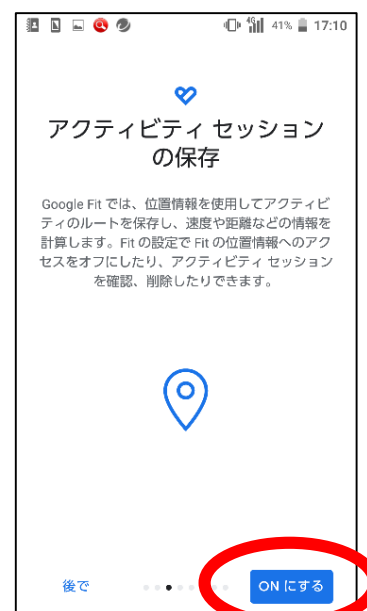 4G 41% 17:10
アクティビティ セッション
の保存
Google Fit では、位置情報を使用してアクティビ
ティのルートを保存し、速度や距離などの情報を
計算します。Fit の設定で Fit の位置情報へのアク
セスをオフにしたり、アクティビティ セッション
を確認、削除したりできます。
後で ON にする